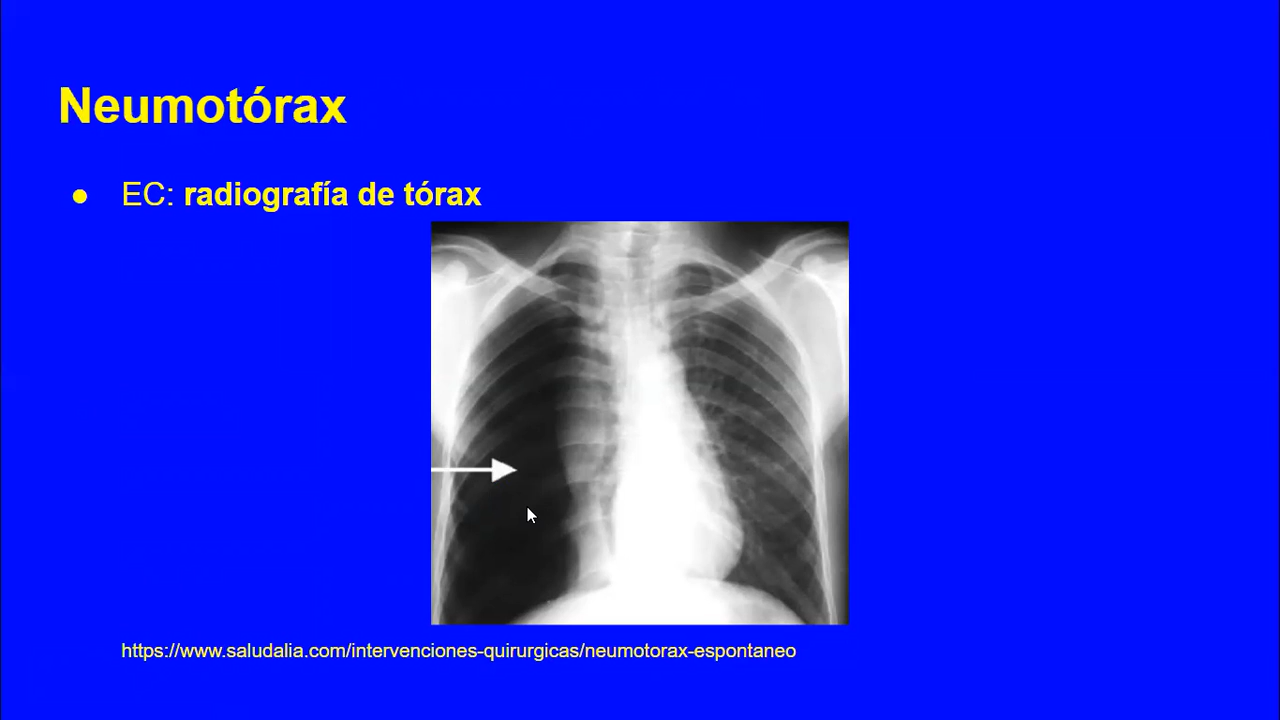 Neumotórax
● EC: radiografía de tórax
https://www.saludalia.com/intervenciones-quirurgicas/neumotorax-espontaneo